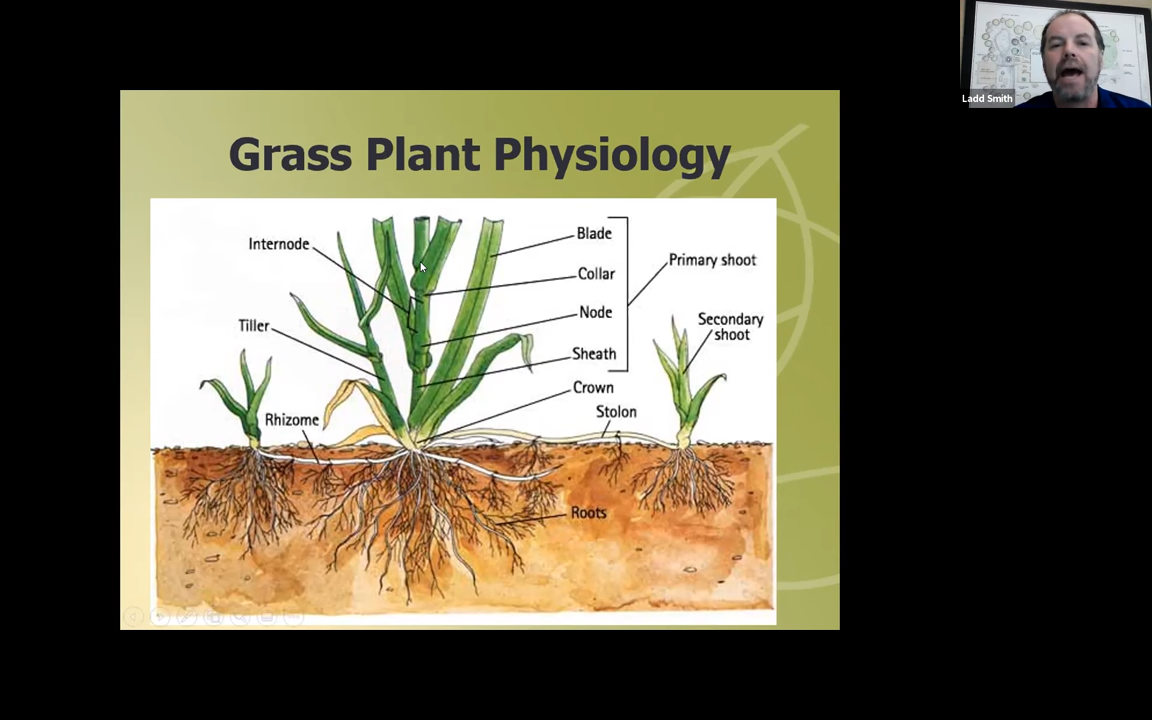 Ladd Smith
Grass Plant Physiology
Internode
Blade
Primary shoot
Collar
Node
Tiller
Secondary
shoot
Sheath
Crown
Stolon
Rhizome
Roots